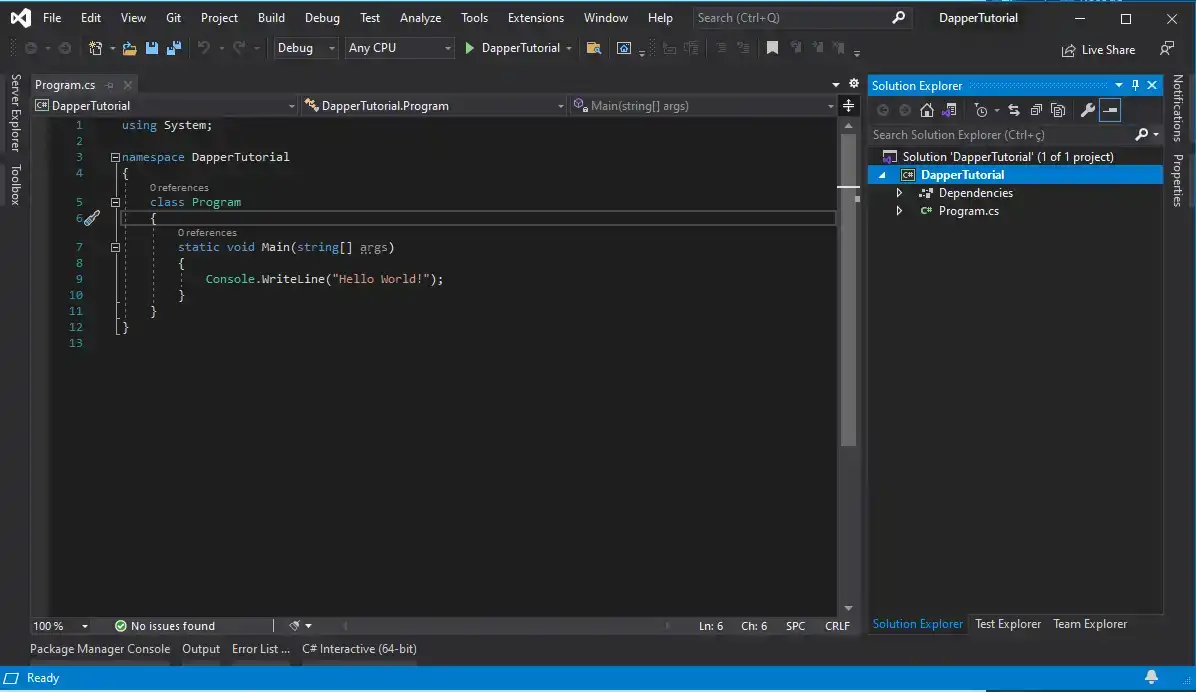 File Edit View Git Project Build Debug Test Analyze Tools Extensions Window Help Search (Ctrl+Q) DapperTutorial
Debug Any CPU DapperTutorial Live Share
Server Explorer
Toolbox
Program.cs
DapperTutorial DapperTutorial.Program Main(string[] args)
1 using System;
2
3 namespace DapperTutorial
4 {
0 references
5 class Program
6 {
0 references
7 static void Main(string[] args)
8 {
9 Console.WriteLine("Hello World!");
10 }
11 }
12 }
13
100 % No issues found Ln: 6 Ch: 6 SPC CRLF
Solution Explorer
Search Solution Explorer (Ctrl+ç)
Solution 'DapperTutorial' (1 of 1 project)
C# DapperTutorial
Dependencies
C# Program.cs
Solution Explorer Test Explorer Team Explorer
Notifications
Properties
Package Manager Console Output Error List ... C# Interactive (64-bit)
Ready